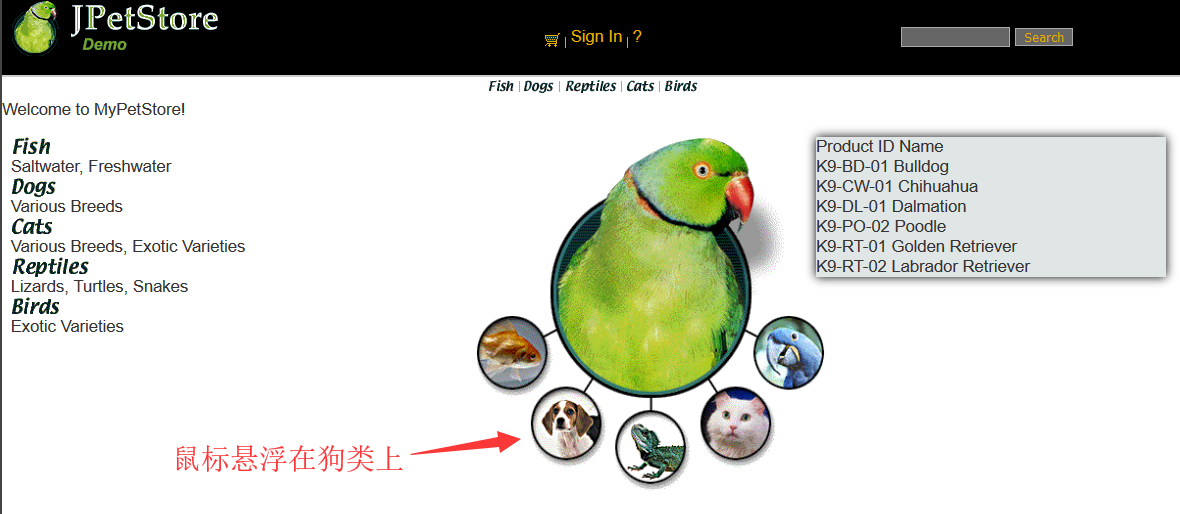 JPetStore
Demo
Sign In | ?
Search
Fish | Dogs | Reptiles | Cats | Birds
Welcome to MyPetStore!
Fish
Saltwater, Freshwater
Dogs
Various Breeds
Cats
Various Breeds, Exotic Varieties
Reptiles
Lizards, Turtles, Snakes
Birds
Exotic Varieties
Product ID Name
K9-BD-01 Bulldog
K9-CW-01 Chihuahua
K9-DL-01 Dalmation
K9-PO-02 Poodle
K9-RT-01 Golden Retriever
K9-RT-02 Labrador Retriever
鼠标悬浮在狗类上